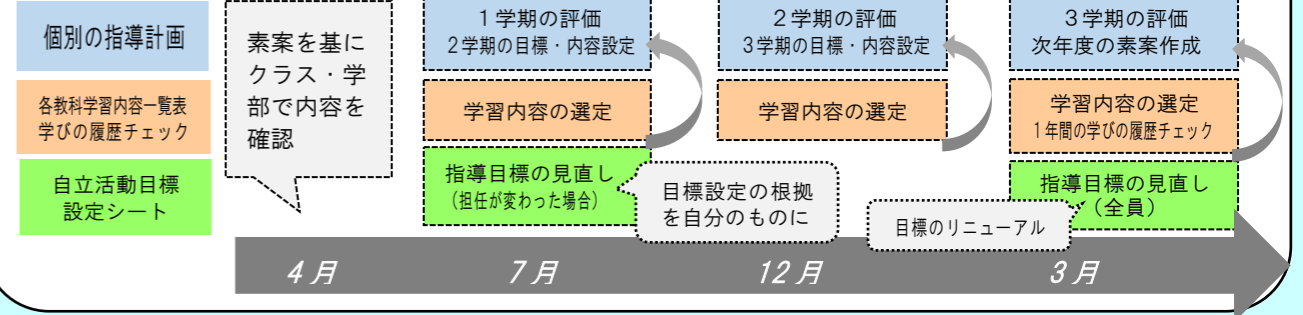 個別の指導計画
各教科学習内容一覧表
学びの履歴チェック
自立活動目標
設定シート
素案を基に
クラス・学
部で内容を
確認
1学期の評価
2学期の目標・内容設定
学習内容の選定
指導目標の見直し
(担任が変わった場合)
目標設定の根拠
を自分のものに
2学期の評価
3学期の目標・内容設定
学習内容の選定
3学期の評価
次年度の素案作成
学習内容の選定
1年間の学びの履歴チェック
指導目標の見直し
(全員)
目標のリニューアル
4月
7月
12月
3月